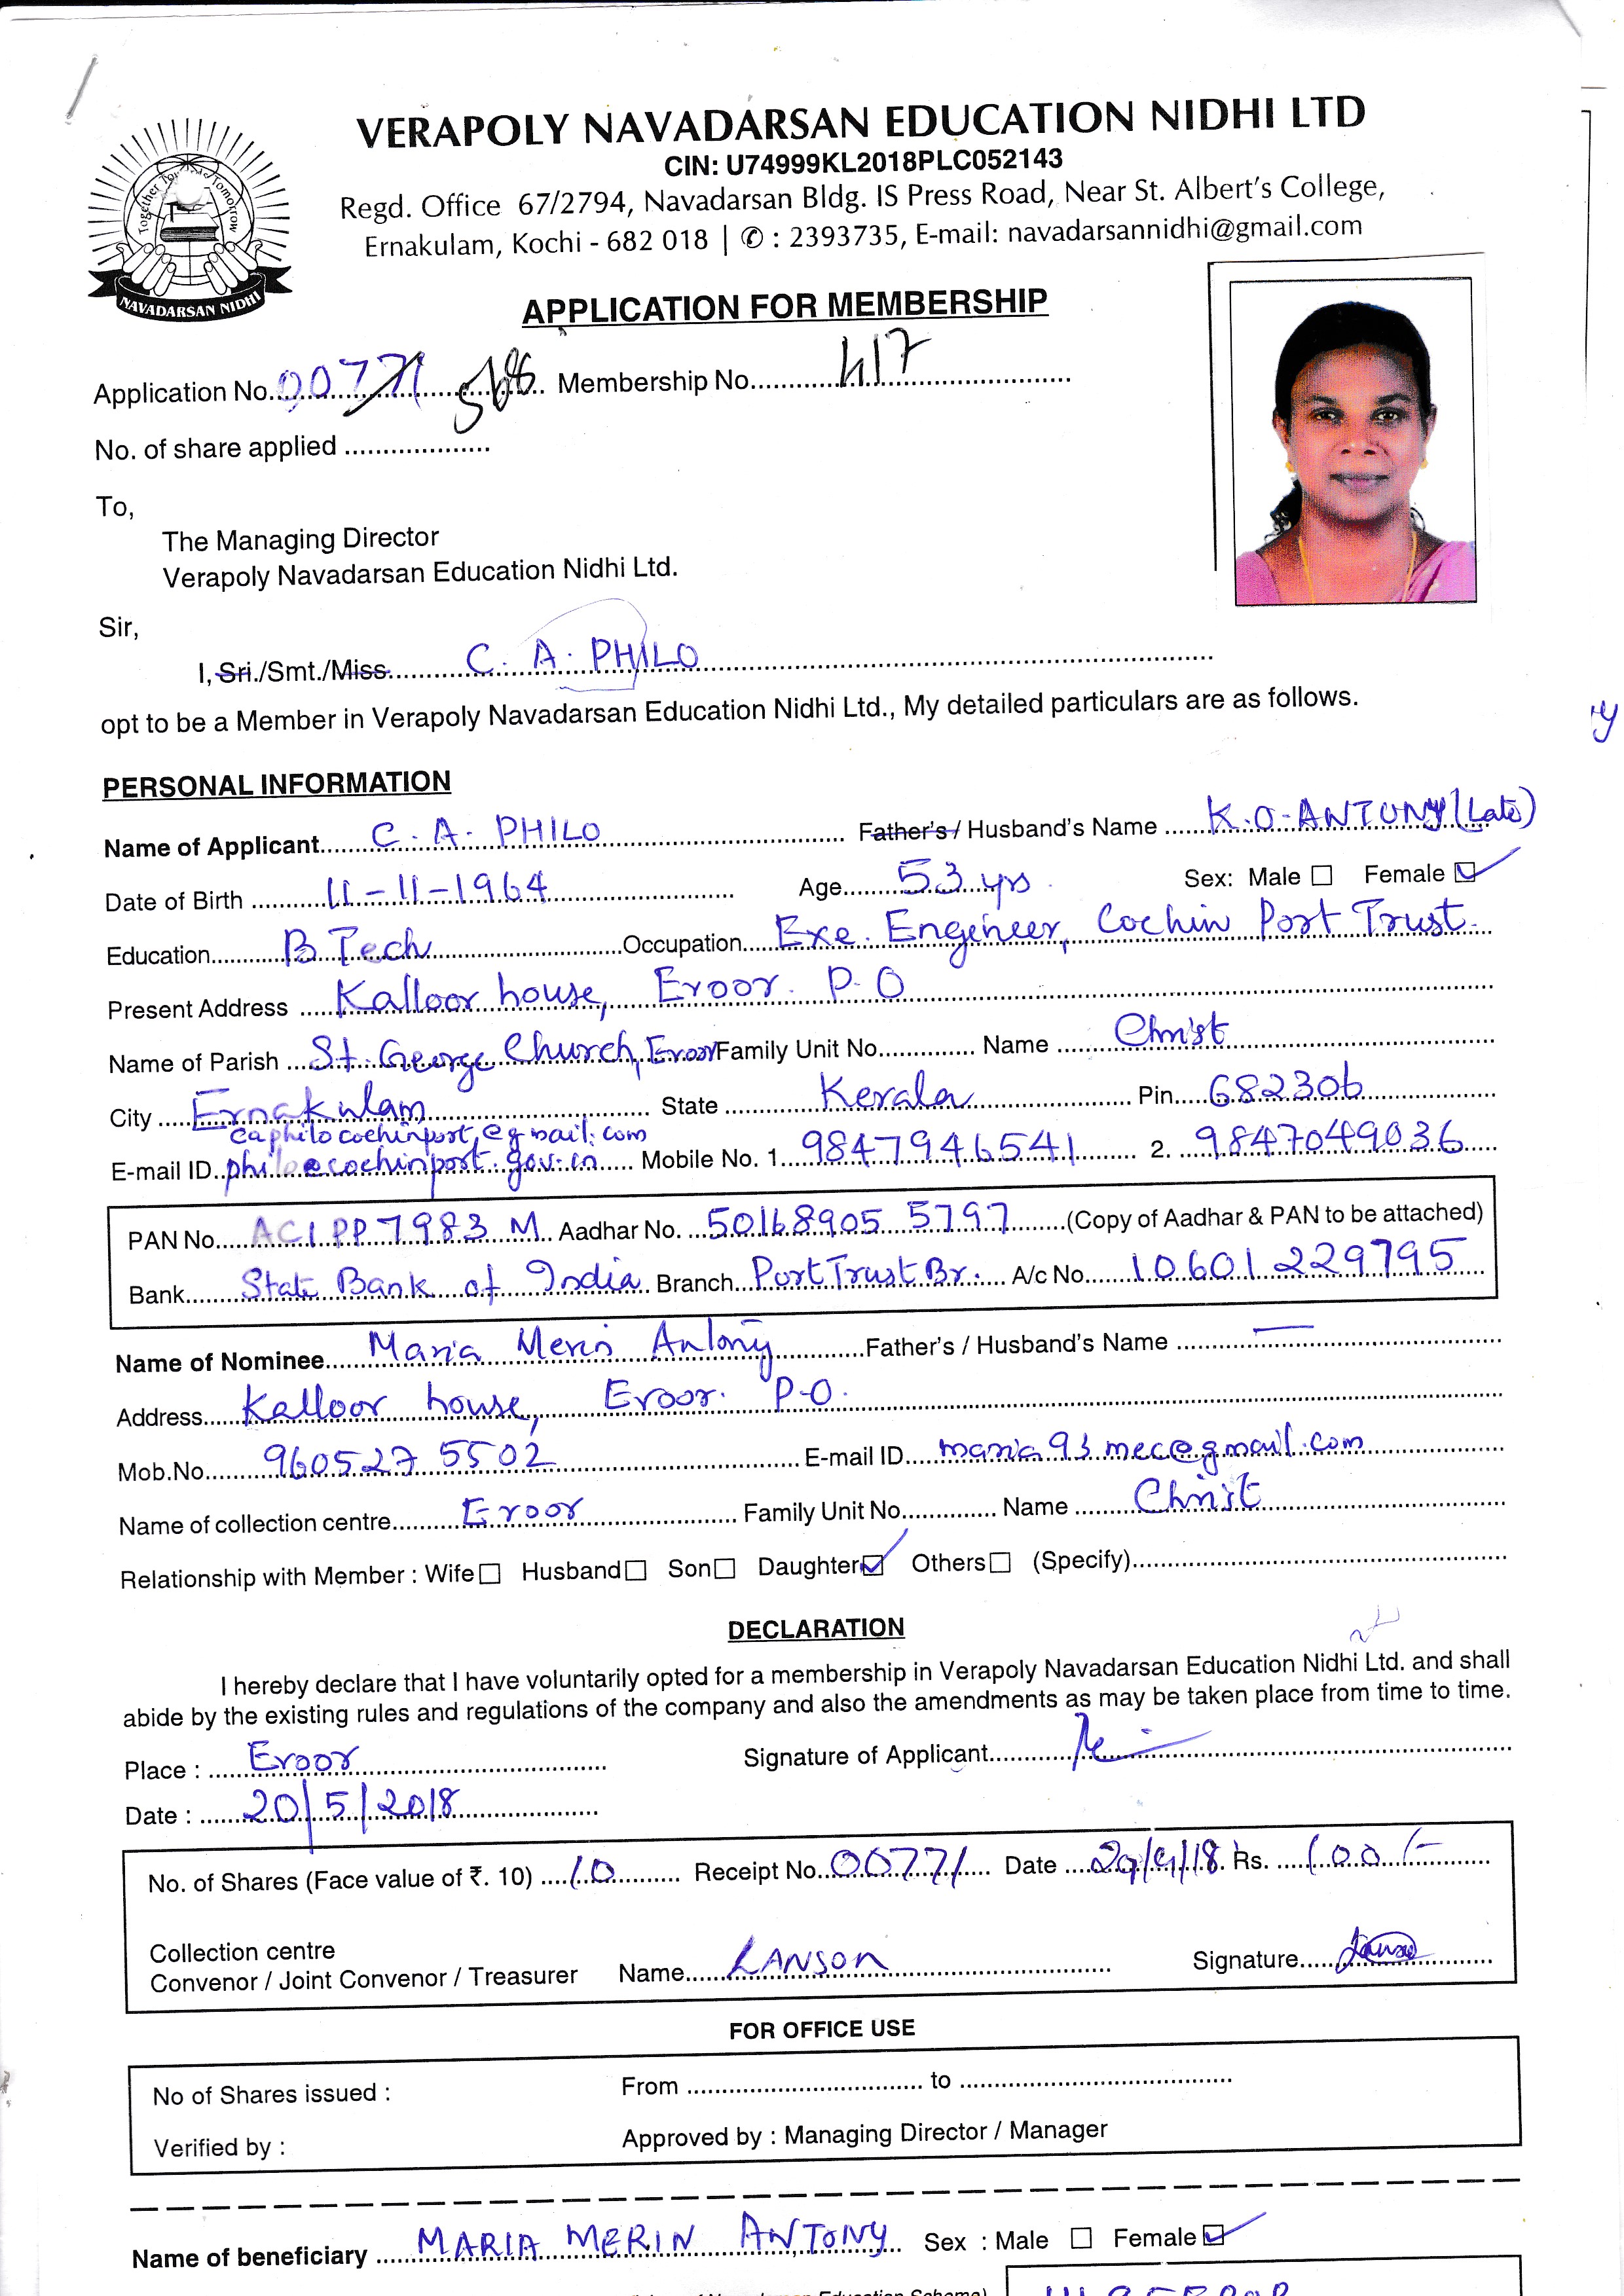 VERAPOLY NAVADARSAN EDUCATION NIDHI LTD
CIN: U74999KL2018PLC052143
Regd. Office 67/2794, Navadarsan Bldg. IS Press Road, Near St. Albert's College,
Ernakulam, Kochi - 682 018 | ✆ : 2393735, E-mail: navadarsannidhi@gmail.com
Together for Tomorrow
NAVADARSAN NIDHI
APPLICATION FOR MEMBERSHIP
Application No. 00771 568 Membership No. 417
No. of share applied
To,
The Managing Director
Verapoly Navadarsan Education Nidhi Ltd.
Sir,
I, Sri./Smt./Miss. C. A. PHILO
opt to be a Member in Verapoly Navadarsan Education Nidhi Ltd., My detailed particulars are as follows.
PERSONAL INFORMATION
Name of Applicant C. A. PHILO Father's / Husband's Name K.O-ANTONY (Late)
Date of Birth 11-11-1964 Age 53 yrs Sex: Male ☐ Female ☑
Education B Tech Occupation Exe. Engineer, Cochin Port Trust.
Present Address Kalloor house, Eroor. P.O
Name of Parish St. George Church, Eroor Family Unit No. Name Christ
City Ernakulam State Kerala Pin 682306
caphilocochinport@gmail.com
E-mail ID philo@cochinport.gov.in Mobile No. 1. 9847946541 2. 9847049036
PAN No. ACIPP7983M Aadhar No. 50168905 5797 (Copy of Aadhar & PAN to be attached)
Bank State Bank of India Branch Port Trust Br. A/c No. 10601229795
Name of Nominee Maria Merin Antony Father's / Husband's Name —
Address Kalloor house, Eroor. P.O.
Mob.No. 960527 5502 E-mail ID maria93mec@gmail.com
Name of collection centre Eroor Family Unit No. Name Christ
Relationship with Member : Wife ☐ Husband ☐ Son ☐ Daughter ☑ Others ☐ (Specify)
DECLARATION
I hereby declare that I have voluntarily opted for a membership in Verapoly Navadarsan Education Nidhi Ltd. and shall
abide by the existing rules and regulations of the company and also the amendments as may be taken place from time to time.
Place : Eroor Signature of Applicant
Date : 20/5/2018
No. of Shares (Face value of ₹. 10) 10 Receipt No. 00771 Date 29/4/18 Rs. 100/-
Collection centre
Convenor / Joint Convenor / Treasurer Name LANSON Signature
FOR OFFICE USE
No of Shares issued : From to
Verified by : Approved by : Managing Director / Manager
Name of beneficiary MARIA MERIN ANTONY Sex : Male ☐ Female ☑